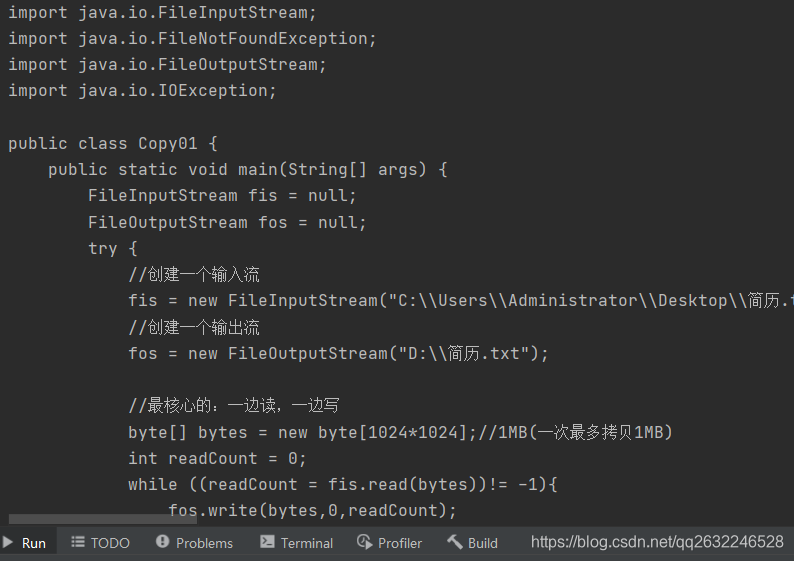 import java.io.FileInputStream;
import java.io.FileNotFoundException;
import java.io.FileOutputStream;
import java.io.IOException;
public class Copy01 {
public static void main(String[] args) {
FileInputStream fis = null;
FileOutputStream fos = null;
try {
//创建一个输入流
fis = new FileInputStream("C:\\Users\\Administrator\\Desktop\\简历.
//创建一个输出流
fos = new FileOutputStream("D:\\简历.txt");
//最核心的：一边读，一边写
byte[] bytes = new byte[1024*1024];//1MB(一次最多拷贝1MB)
int readCount = 0;
while ((readCount = fis.read(bytes))!= -1){
fos.write(bytes,0,readCount);
Run TODO Problems Terminal Profiler Build https://blog.csdn.net/qq2632246528